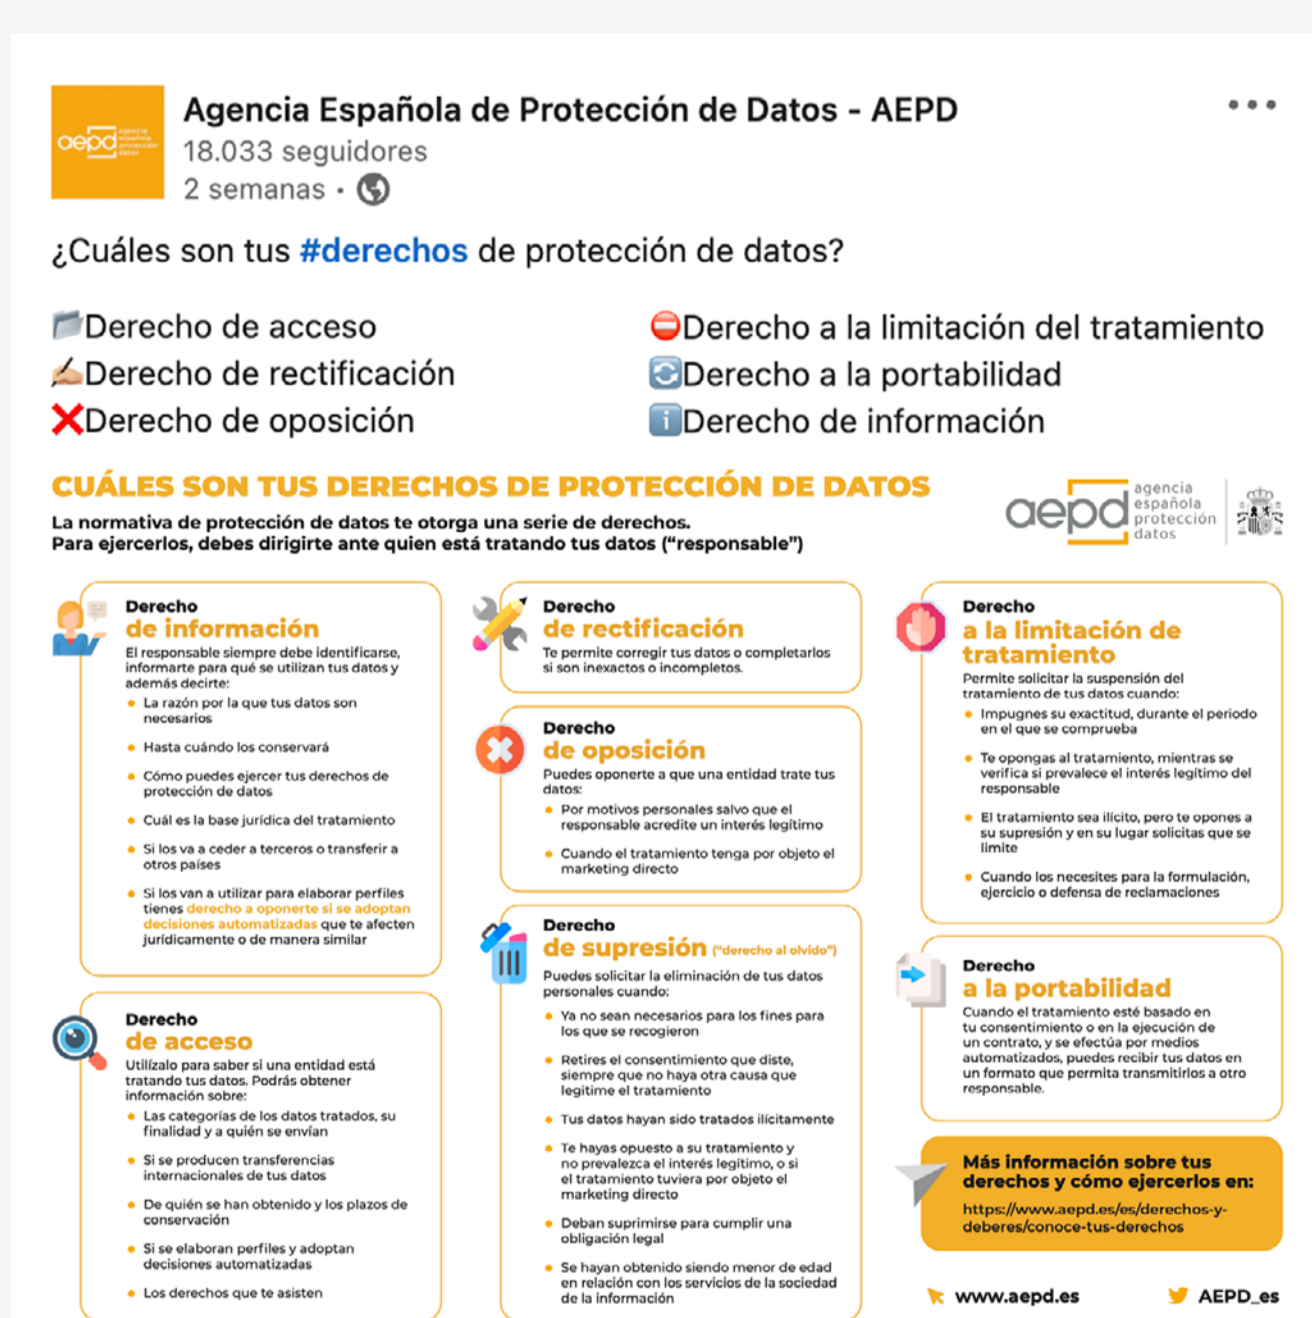 aepd agencia
española
protección
datos
Agencia Española de Protección de Datos - AEPD
18.033 seguidores
2 semanas •
¿Cuáles son tus #derechos de protección de datos?
Derecho de acceso
Derecho de rectificación
Derecho de oposición
Derecho a la limitación del tratamiento
Derecho a la portabilidad
Derecho de información
CUÁLES SON TUS DERECHOS DE PROTECCIÓN DE DATOS
La normativa de protección de datos te otorga una serie de derechos.
Para ejercerlos, debes dirigirte ante quien está tratando tus datos (“responsable”)
aepd agencia
española
protección
datos
Derecho
de información
El responsable siempre debe identificarse,
informarte para qué se utilizan tus datos y
además decirte:
La razón por la que tus datos son
necesarios
Hasta cuándo los conservará
Cómo puedes ejercer tus derechos de
protección de datos
Cuál es la base jurídica del tratamiento
Si los va a ceder a terceros o transferir a
otros países
Si los van a utilizar para elaborar perfiles
tienes derecho a oponerte si se adoptan
decisiones automatizadas que te afecten
jurídicamente o de manera similar
Derecho
de acceso
Utilízalo para saber si una entidad está
tratando tus datos. Podrás obtener
información sobre:
Las categorías de los datos tratados, su
finalidad y a quién se envían
Si se producen transferencias
internacionales de tus datos
De quién se han obtenido y los plazos de
conservación
Si se elaboran perfiles y adoptan
decisiones automatizadas
Los derechos que te asisten
Derecho
de rectificación
Te permite corregir tus datos o completarlos
si son inexactos o incompletos.
Derecho
de oposición
Puedes oponerte a que una entidad trate tus
datos:
Por motivos personales salvo que el
responsable acredite un interés legítimo
Cuando el tratamiento tenga por objeto el
marketing directo
Derecho
de supresión (“derecho al olvido”)
Puedes solicitar la eliminación de tus datos
personales cuando:
Ya no sean necesarios para los fines para
los que se recogieron
Retires el consentimiento que diste,
siempre que no haya otra causa que
legitime el tratamiento
Tus datos hayan sido tratados ilícitamente
Te hayas opuesto a su tratamiento y
no prevalezca el interés legítimo, o si
el tratamiento tuviera por objeto el
marketing directo
Deban suprimirse para cumplir una
obligación legal
Se hayan obtenido siendo menor de edad
en relación con los servicios de la sociedad
de la información
Derecho
a la limitación de
tratamiento
Permite solicitar la suspensión del
tratamiento de tus datos cuando:
Impugnes su exactitud, durante el periodo
en el que se comprueba
Te opongas al tratamiento, mientras se
verifica si prevalece el interés legítimo del
responsable
El tratamiento sea ilícito, pero te opones a
su supresión y en su lugar solicitas que se
limite
Cuando los necesites para la formulación,
ejercicio o defensa de reclamaciones
Derecho
a la portabilidad
Cuando el tratamiento esté basado en
tu consentimiento o en la ejecución de
un contrato, y se efectúa por medios
automatizados, puedes recibir tus datos en
un formato que permita transmitirlos a otro
responsable.
Más información sobre tus
derechos y cómo ejercerlos en:
https://www.aepd.es/es/derechos-y-
deberes/conoce-tus-derechos
www.aepd.es
AEPD_es